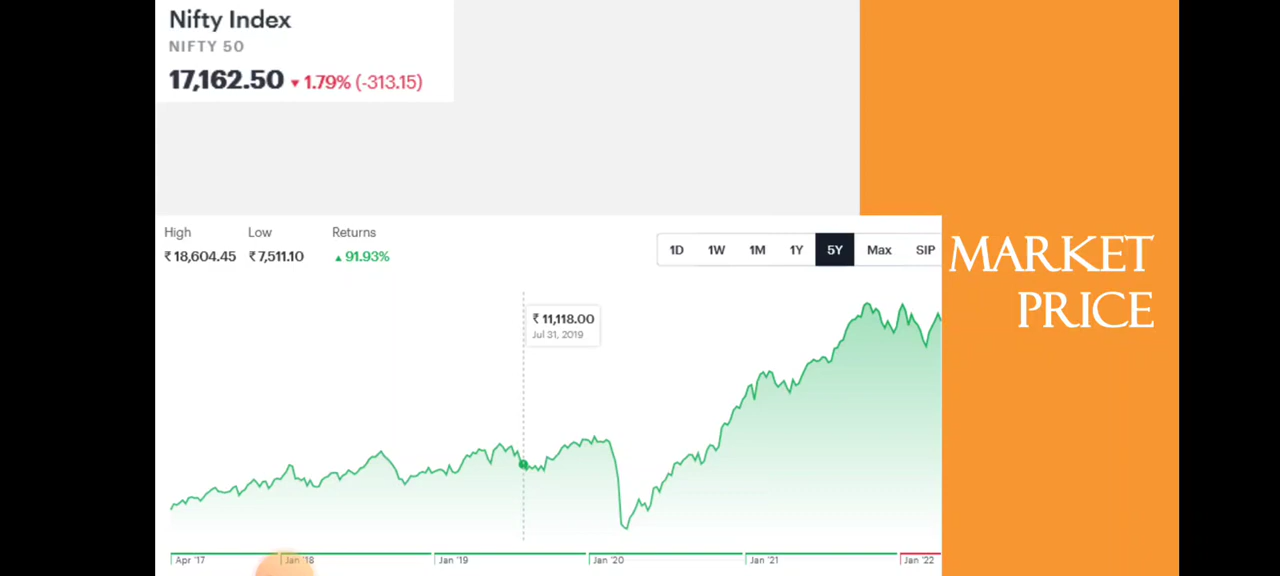 Nifty Index
NIFTY 50
17,162.50 ▼ 1.79% (-313.15)
High Low Returns
₹18,604.45 ₹7,511.10 ▲ 91.93%
1D 1W 1M 1Y 5Y Max SIP
MARKET
PRICE
₹ 11,118.00
Jul 31, 2019
Apr '17 Jan '18 Jan '19 Jan '20 Jan '21 Jan '22